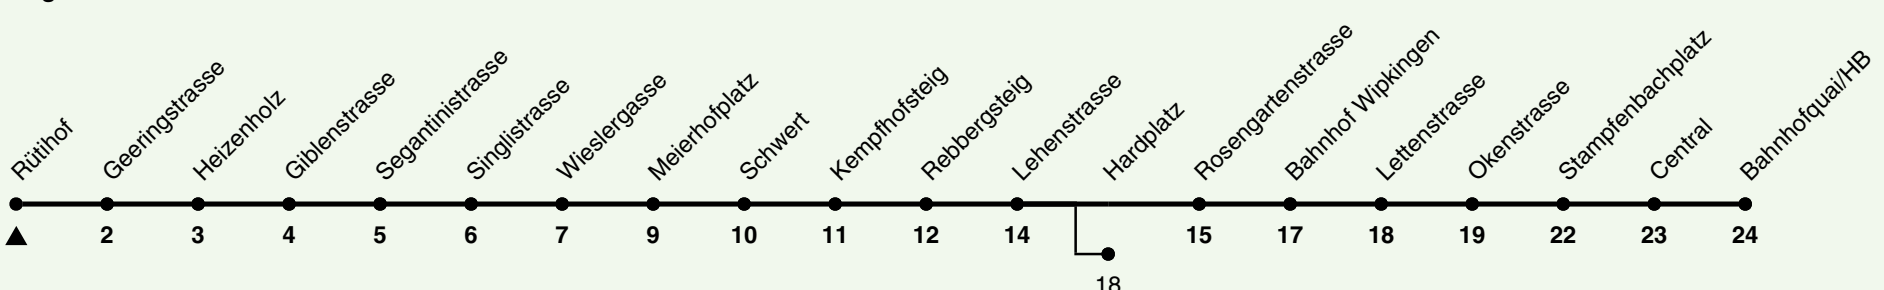 Rütihof
Geeringstrasse
Heizenholz
Giblenstrasse
Segantinistrasse
Singlistrasse
Wieslergasse
Meierhofplatz
Schwert
Kempfhofsteig
Rebbergsteig
Lehenstrasse
Hardplatz
Rosengartenstrasse
Bahnhof Wipkingen
Lettenstrasse
Okenstrasse
Stampfenbachplatz
Central
Bahnhofquai/HB
2 3 4 5 6 7 9 10 11 12 14 15 17 18 19 22 23 24
18